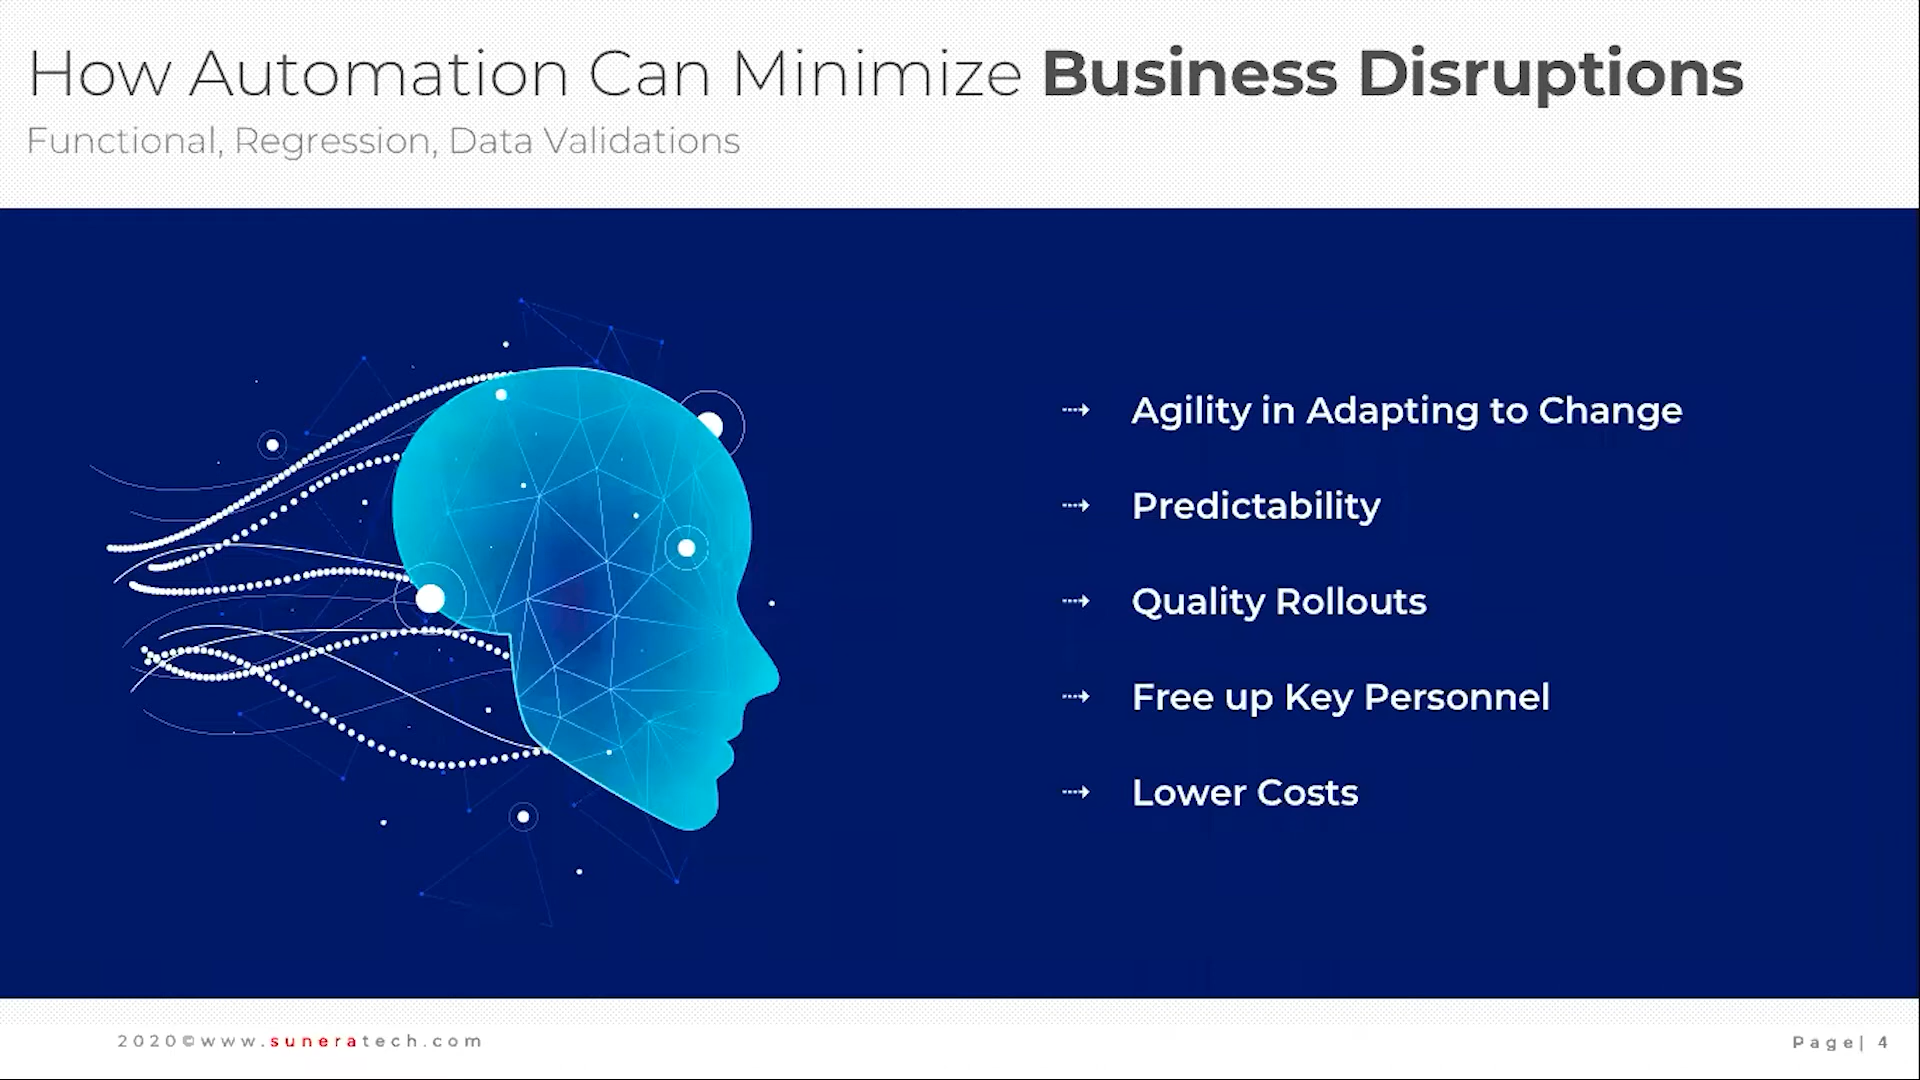 How Automation Can Minimize Business Disruptions
Functional, Regression, Data Validations
Agility in Adapting to Change
Predictability
Quality Rollouts
Free up Key Personnel
Lower Costs
2020©www.suneratech.com
Page| 4